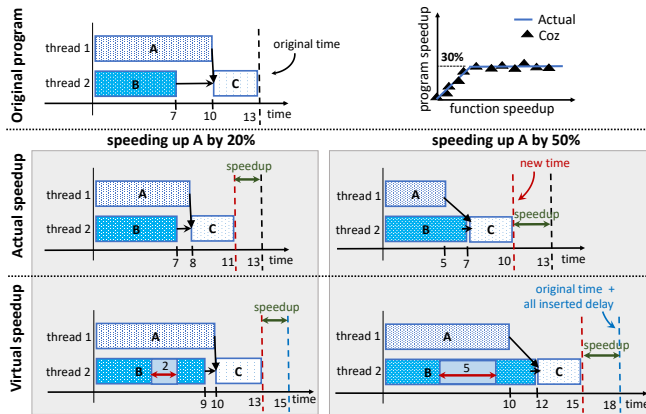 Original program
thread 1
A
thread 2
B
C
7
10
13
time
original time
program speedup
30%
Actual
Coz
function speedup
speeding up A by 20%
speeding up A by 50%
Actual speedup
thread 1
A
thread 2
B
C
speedup
7
8
11
13
time
thread 1
A
thread 2
B
C
new time
speedup
5
7
10
13
time
Virtual speedup
thread 1
A
thread 2
B
2
C
speedup
9
10
13
15
time
thread 1
A
thread 2
B
5
C
original time +
all inserted delay
speedup
10
12
15
18
time